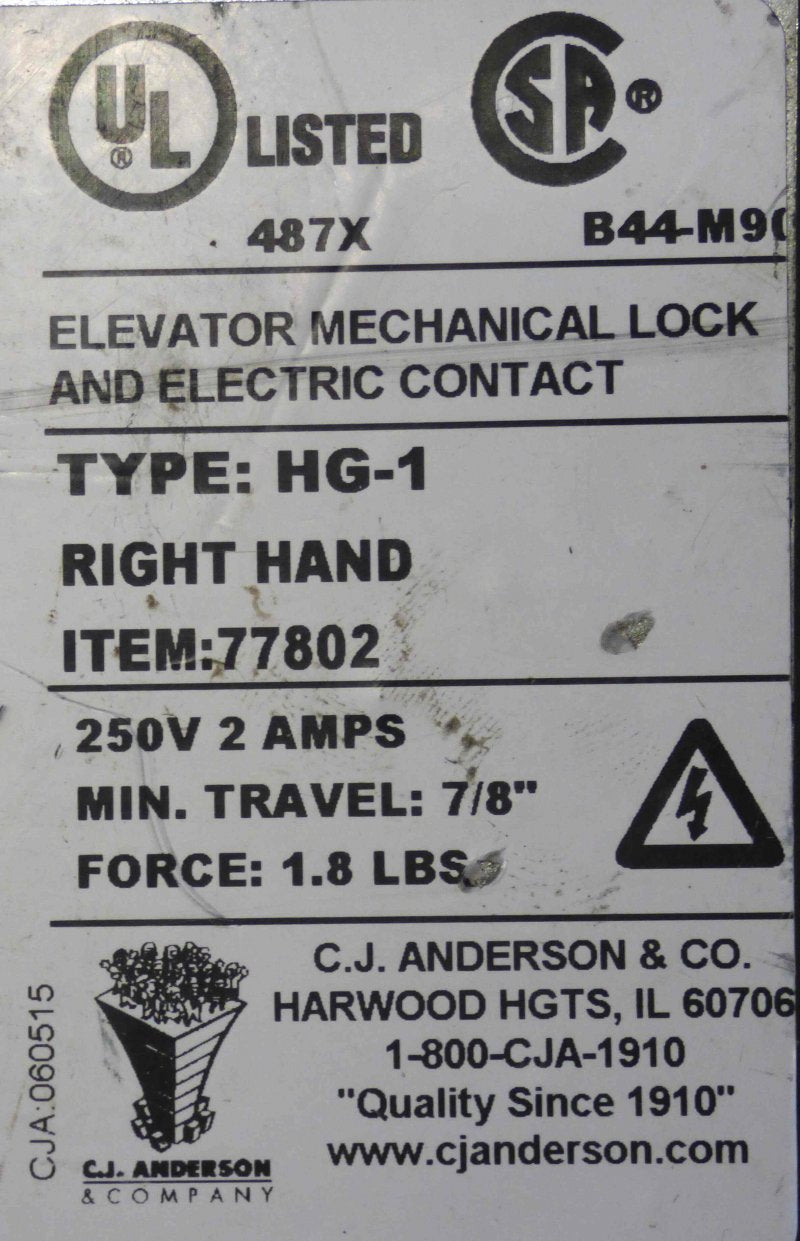 UL® LISTED
CSA®
487X
B44-M90
ELEVATOR MECHANICAL LOCK
AND ELECTRIC CONTACT
TYPE: HG-1
RIGHT HAND
ITEM:77802
250V 2 AMPS
MIN. TRAVEL: 7/8"
FORCE: 1.8 LBS.
C.J. ANDERSON & CO.
HARWOOD HGTS, IL 60706
1-800-CJA-1910
"Quality Since 1910"
www.cjanderson.com
CJA:060515
C.J. ANDERSON
& COMPANY